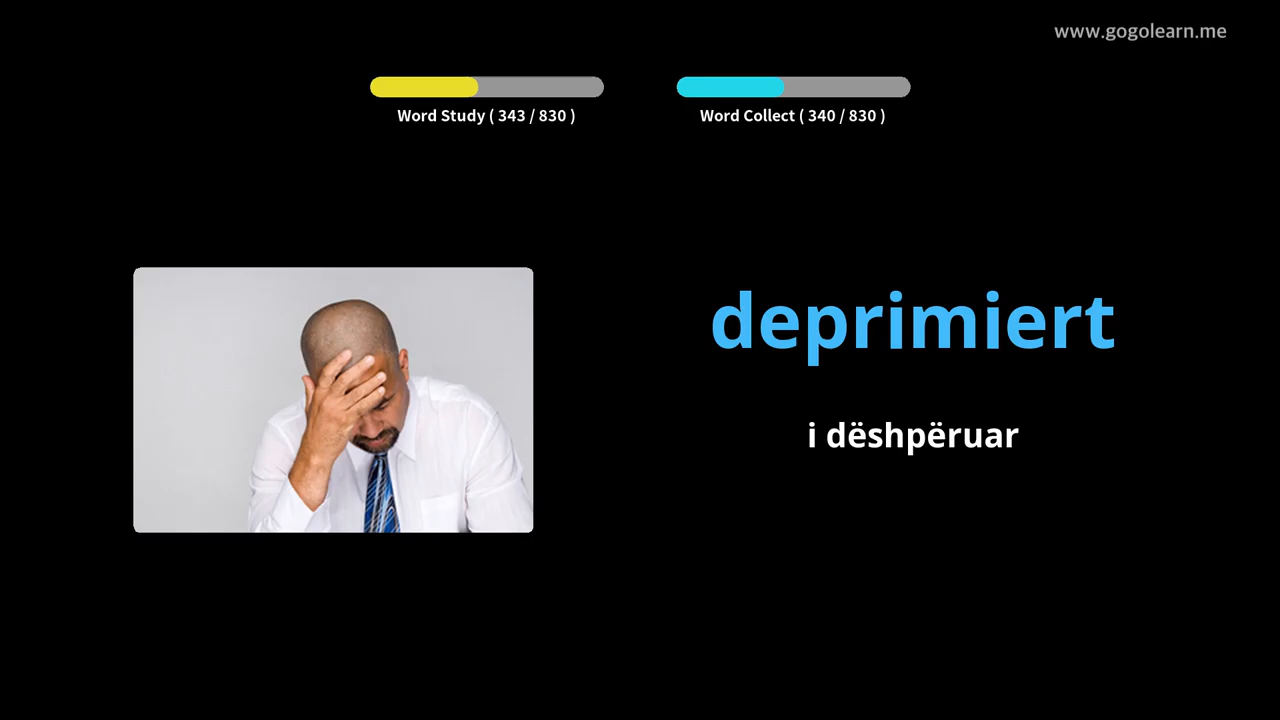 www.gogolearn.me
Word Study ( 343 / 830 )
Word Collect ( 340 / 830 )
deprimiert
i dëshpëruar